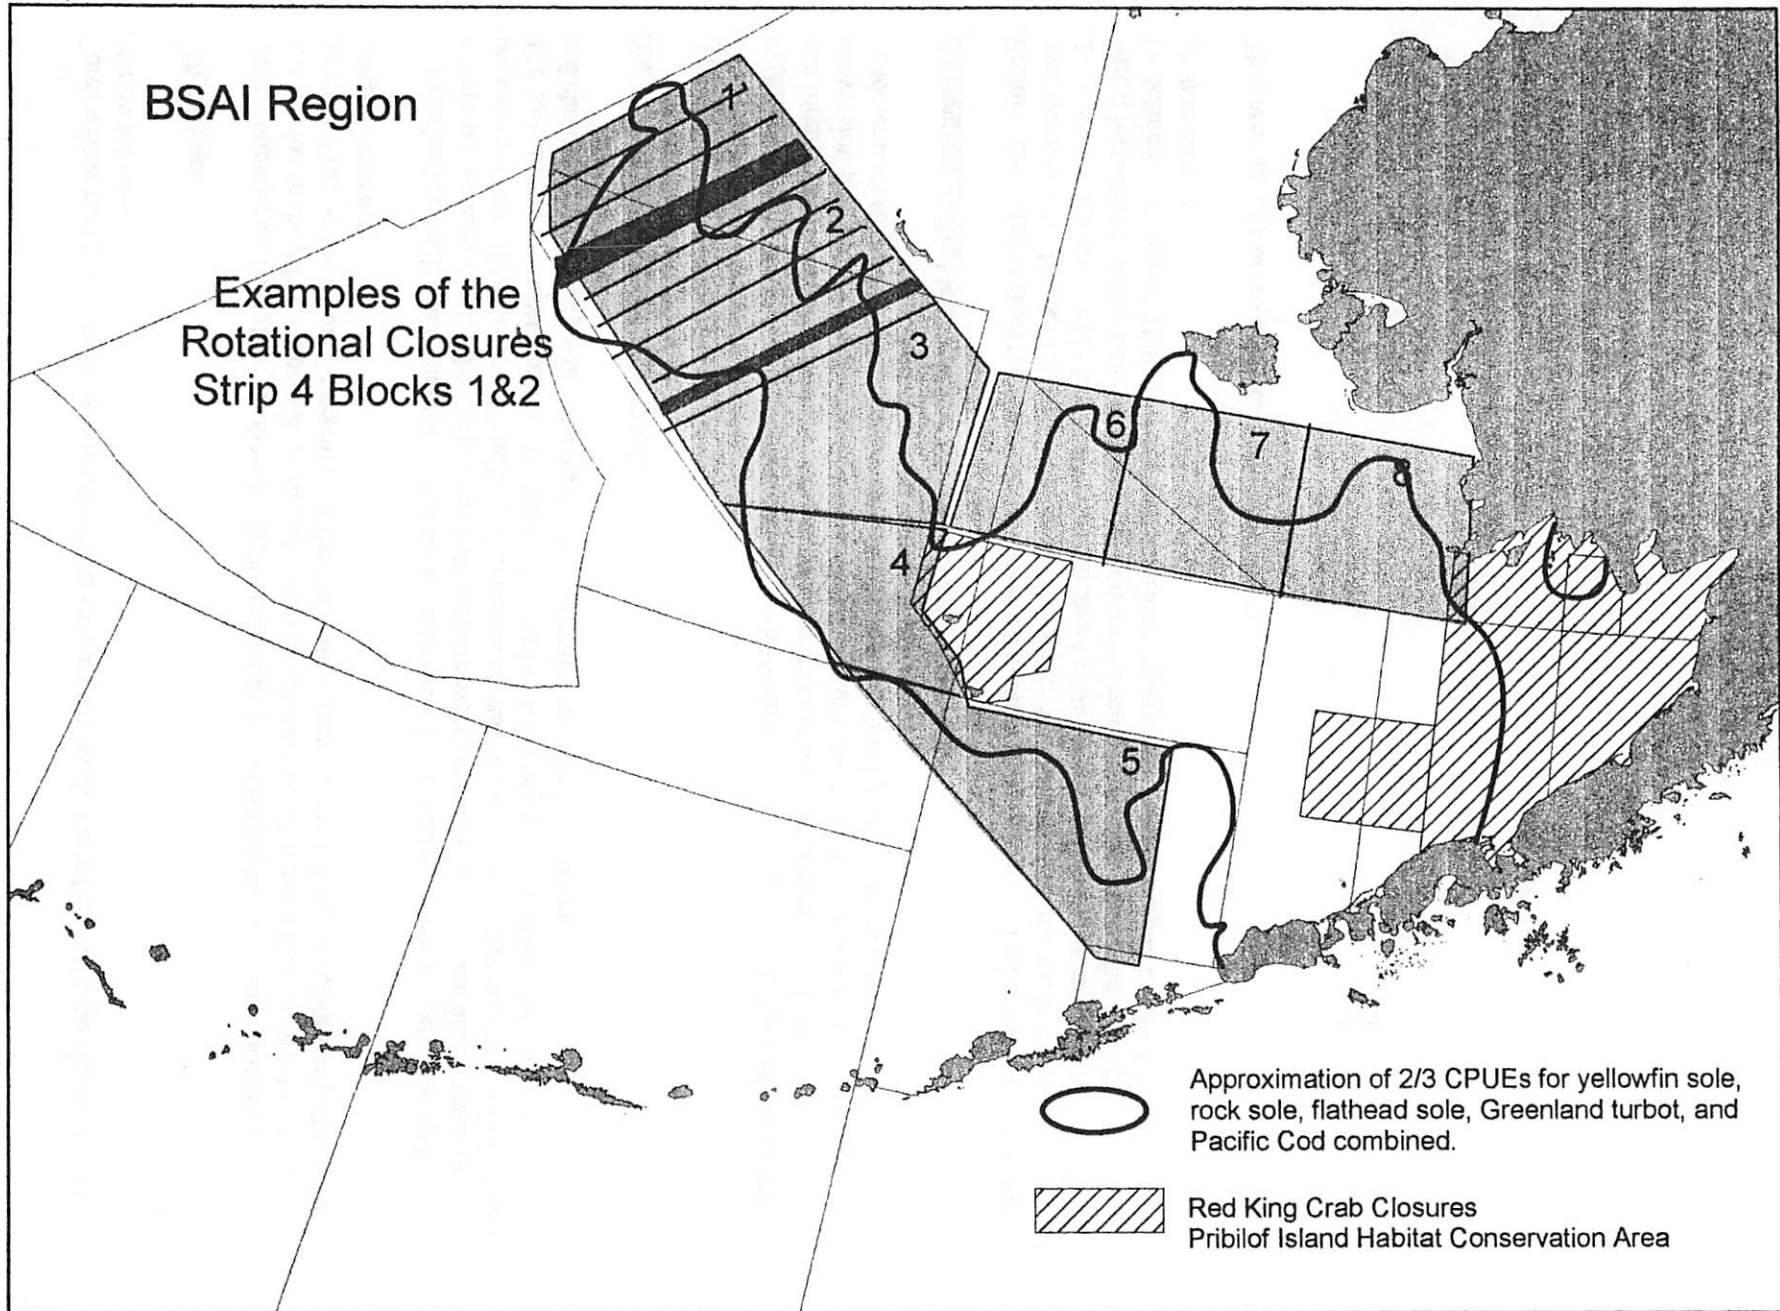 BSAI Region
Examples of the
Rotational Closures
Strip 4 Blocks 1&2
1
2
3
4
5
6
7
8
Approximation of 2/3 CPUEs for yellowfin sole,
rock sole, flathead sole, Greenland turbot, and
Pacific Cod combined.
Red King Crab Closures
Pribilof Island Habitat Conservation Area